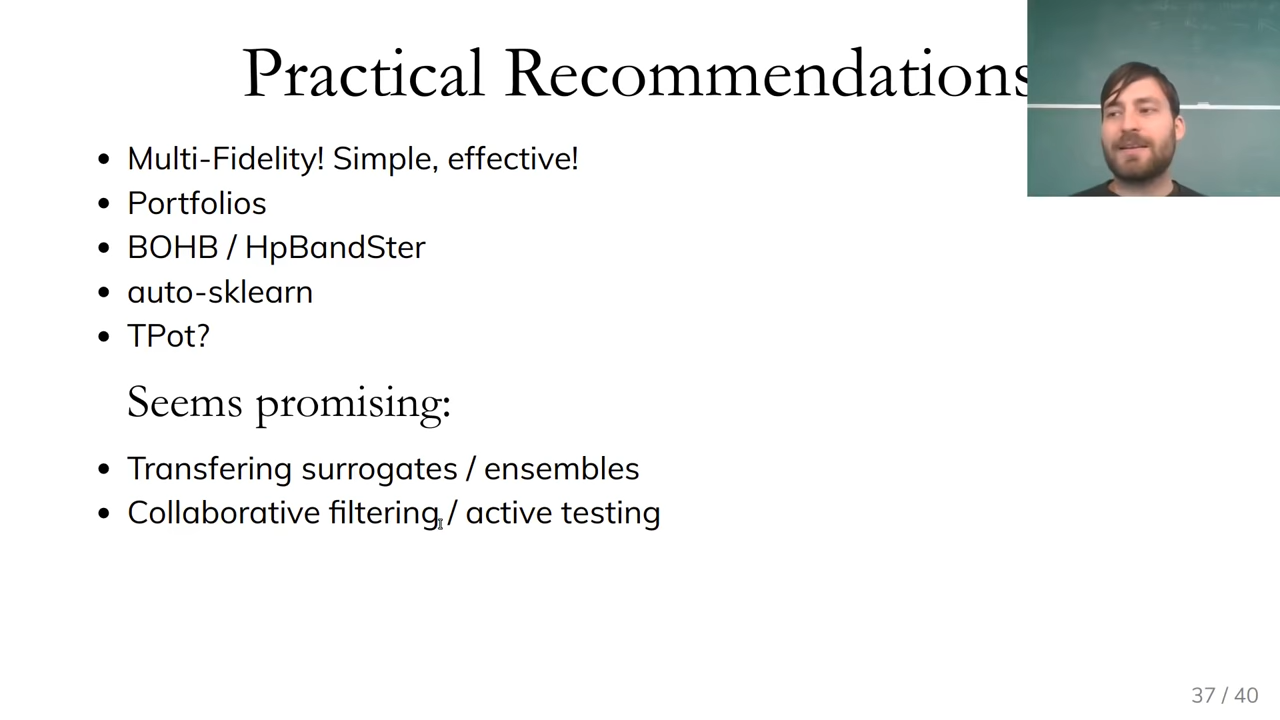 Practical Recommendations
Multi-Fidelity! Simple, effective!
Portfolios
BOHB / HpBandSter
auto-sklearn
TPot?
Seems promising:
Transfering surrogates / ensembles
Collaborative filtering / active testing
37 / 40